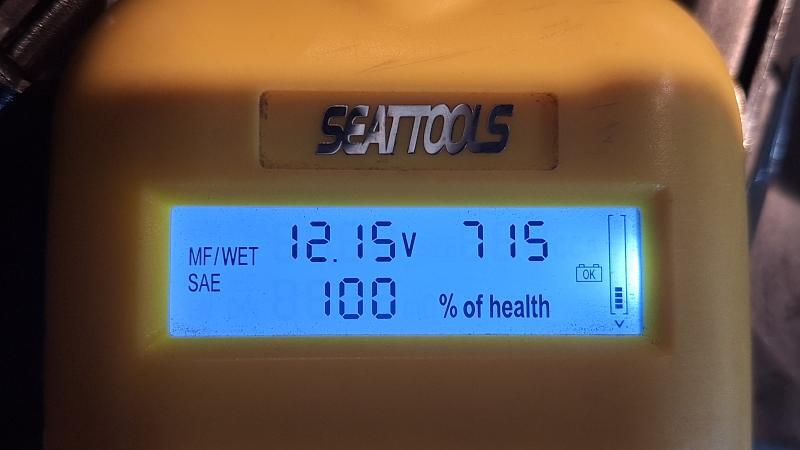 SEATTOOLS
MF/WET 12.15V 715
SAE
OK
100 % of health